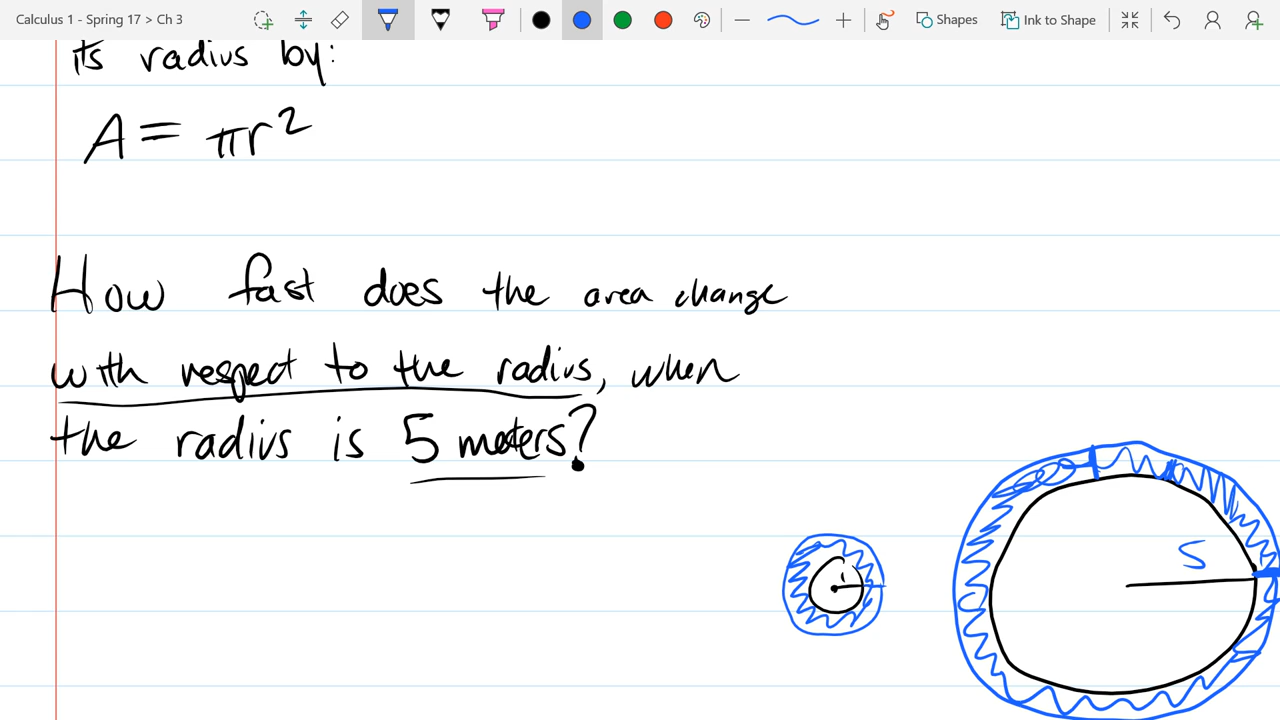 Calculus 1 - Spring 17 > Ch 3
Shapes
Ink to Shape
its radius by:
A = πr²
How fast does the area change
with respect to the radius, when
the radius is 5 meters?
1
5